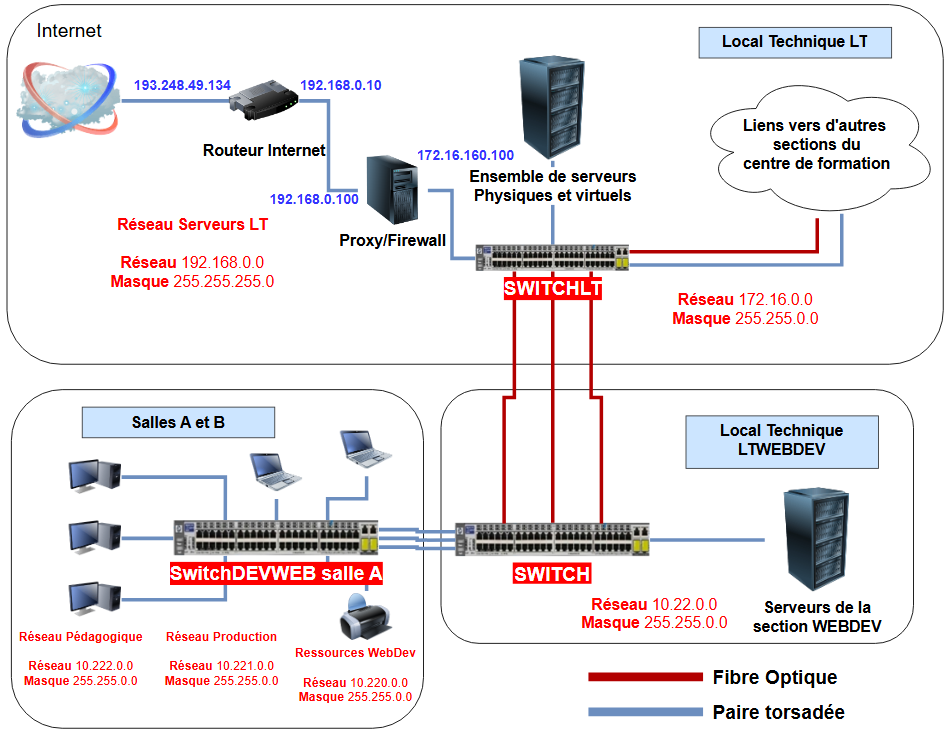 Internet
Local Technique LT
193.248.49.134
192.168.0.10
Routeur Internet
172.16.160.100
192.168.0.100
Proxy/Firewall
Ensemble de serveurs
Physiques et virtuels
Liens vers d'autres
sections du
centre de formation
Réseau Serveurs LT
Réseau 192.168.0.0
Masque 255.255.255.0
SWITCHLT
Réseau 172.16.0.0
Masque 255.255.0.0
Salles A et B
SwitchDEVWEB salle A
Réseau Pédagogique
Réseau 10.222.0.0
Masque 255.255.0.0
Réseau Production
Réseau 10.221.0.0
Masque 255.255.0.0
Ressources WebDev
Réseau 10.220.0.0
Masque 255.255.0.0
Local Technique
LTWEBDEV
SWITCH
Réseau 10.22.0.0
Masque 255.255.0.0
Serveurs de la
section WEBDEV
Fibre Optique
Paire torsadée